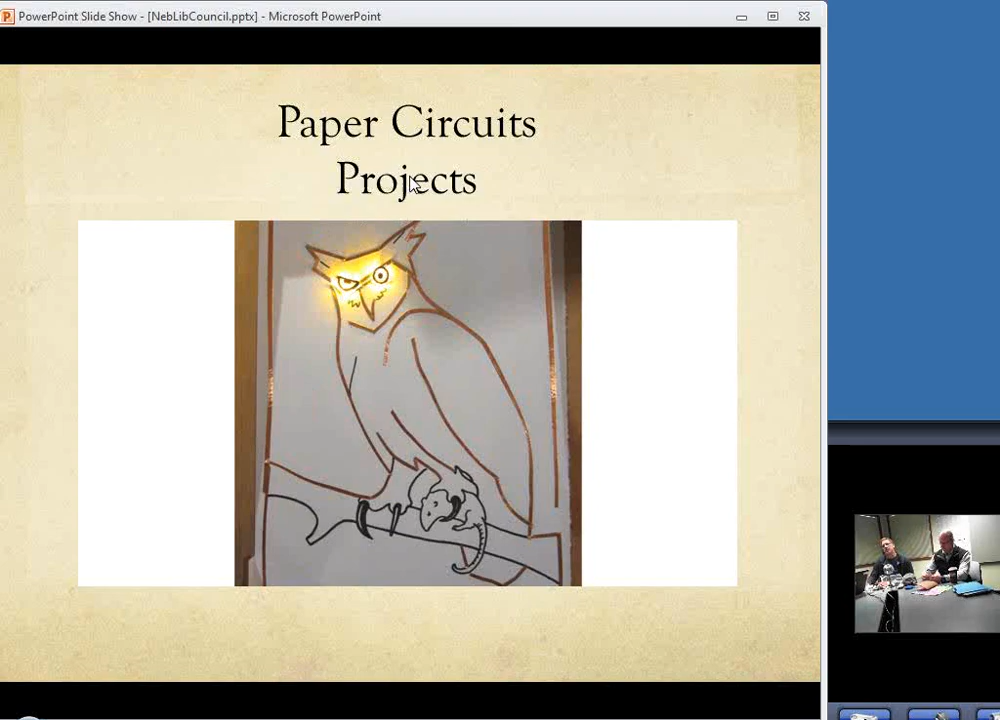 PowerPoint Slide Show - [NebLibCouncil.pptx] - Microsoft PowerPoint
Paper Circuits
Projects